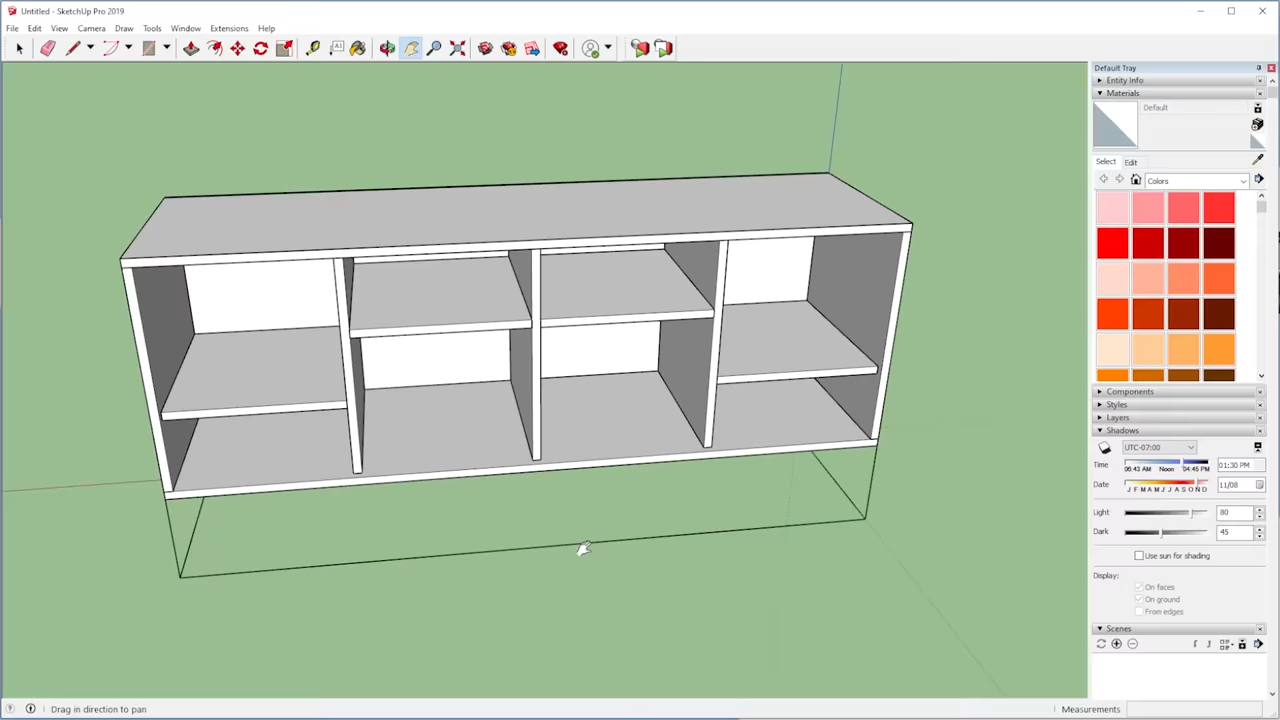 Untitled - SketchUp Pro 2019
File Edit View Camera Draw Tools Window Extensions Help
Default Tray
Entity Info
Materials
Default
Select Edit
Colors
Components
Styles
Layers
Shadows
UTC-07:00
Time 06:43 AM Noon 04:45 PM 01:30 PM
Date J F M A M J J A S O N D 11/08
Light 80
Dark 45
Use sun for shading
Display:
On faces
On ground
From edges
Scenes
Drag in direction to pan
Measurements